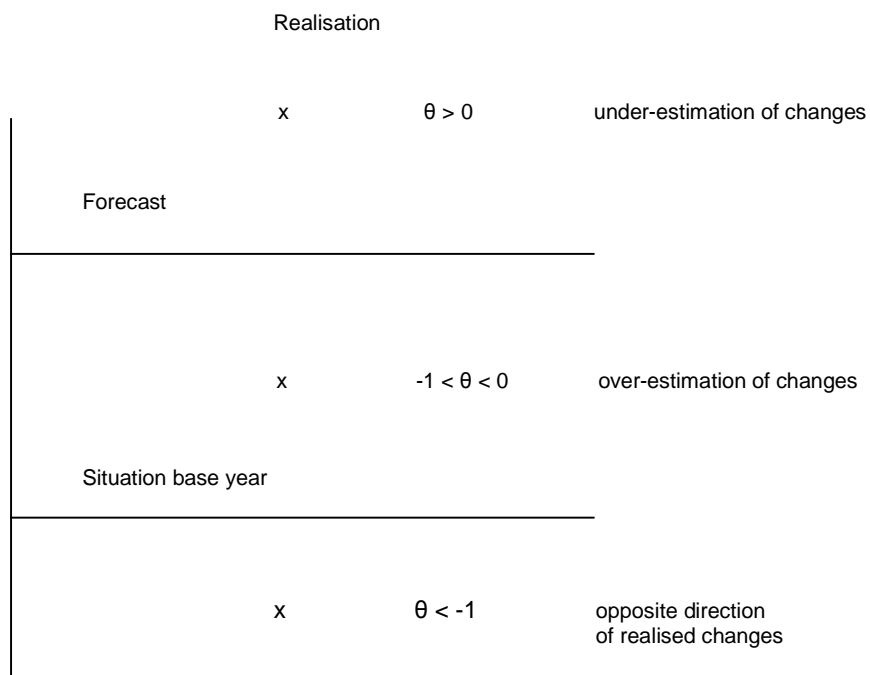 Realisation
x θ > 0 under-estimation of changes
Forecast
x -1 < θ < 0 over-estimation of changes
Situation base year
x θ < -1 opposite direction
of realised changes